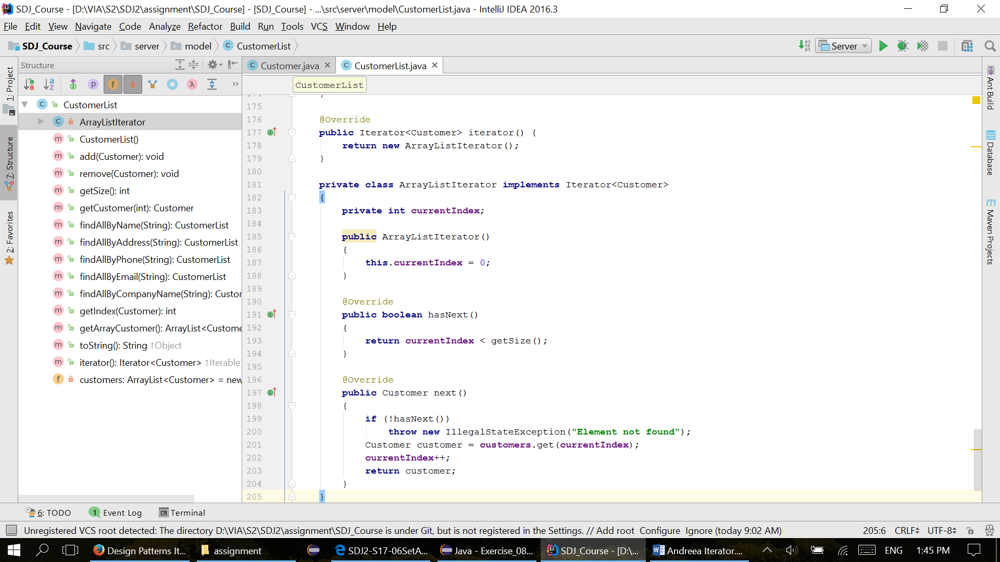 SDJ_Course - [D:\VIA\S2\SDJ2\assignment\SDJ_Course] - [SDJ_Course] - ...\src\server\model\CustomerList.java - IntelliJ IDEA 2016.3
File Edit View Navigate Code Analyze Refactor Build Run Tools VCS Window Help
SDJ_Course src server model CustomerList Server
Structure
Customer.java CustomerList.java
CustomerList
1: Project
7: Structure
2: Favorites
CustomerList
ArrayListIterator
CustomerList()
add(Customer): void
remove(Customer): void
getSize(): int
getCustomer(int): Customer
findAllByName(String): CustomerList
findAllByAddress(String): CustomerList
findAllByPhone(String): CustomerList
findAllByEmail(String): CustomerList
findAllByCompanyName(String): Custor
getIndex(Customer): int
getArrayCustomer(): ArrayList<Custome
toString(): String ↑Object
iterator(): Iterator<Customer> ↑Iterable
customers: ArrayList<Customer> = new
175
176 @Override
177 public Iterator<Customer> iterator() {
178 return new ArrayListIterator();
179 }
180
181 private class ArrayListIterator implements Iterator<Customer>
182 {
183 private int currentIndex;
184
185 public ArrayListIterator()
186 {
187 this.currentIndex = 0;
188 }
189
190 @Override
191 public boolean hasNext()
192 {
193 return currentIndex < getSize();
194 }
195
196 @Override
197 public Customer next()
198 {
199 if (!hasNext())
200 throw new IllegalStateException("Element not found");
201 Customer customer = customers.get(currentIndex);
202 currentIndex++;
203 return customer;
204 }
205 }
Ant Build
Database
Maven Projects
6: TODO 1 Event Log Terminal
Unregistered VCS root detected: The directory D:\VIA\S2\SDJ2\assignment\SDJ_Course is under Git, but is not registered in the Settings. // Add root Configure Ignore (today 9:02 AM) 205:6 CRLF UTF-8
Design Patterns It... assignment SDJ2-S17-06SetA... Java - Exercise_08... SDJ_Course - [D:\... Andreea Iterator.... ENG 1:45 PM